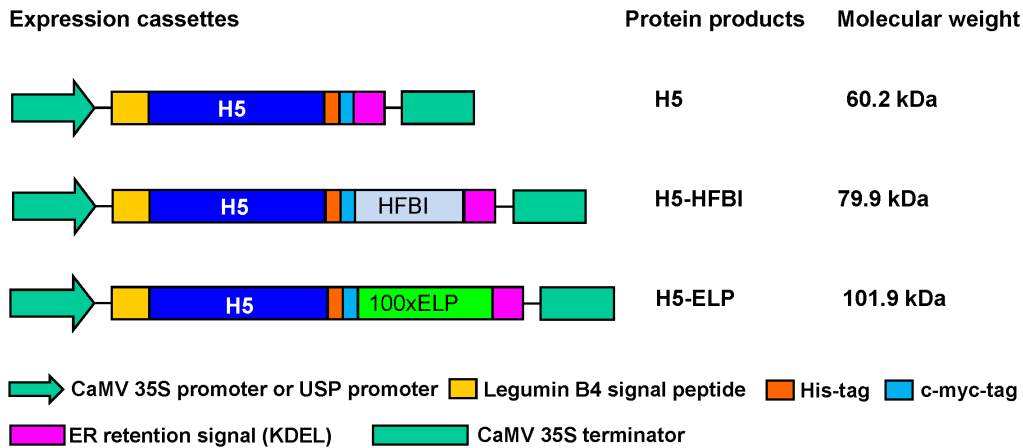 Expression cassettes Protein products Molecular weight
H5 H5 60.2 kDa
H5 HFBI H5-HFBI 79.9 kDa
H5 100xELP H5-ELP 101.9 kDa
CaMV 35S promoter or USP promoter Legumin B4 signal peptide His-tag c-myc-tag
ER retention signal (KDEL) CaMV 35S terminator